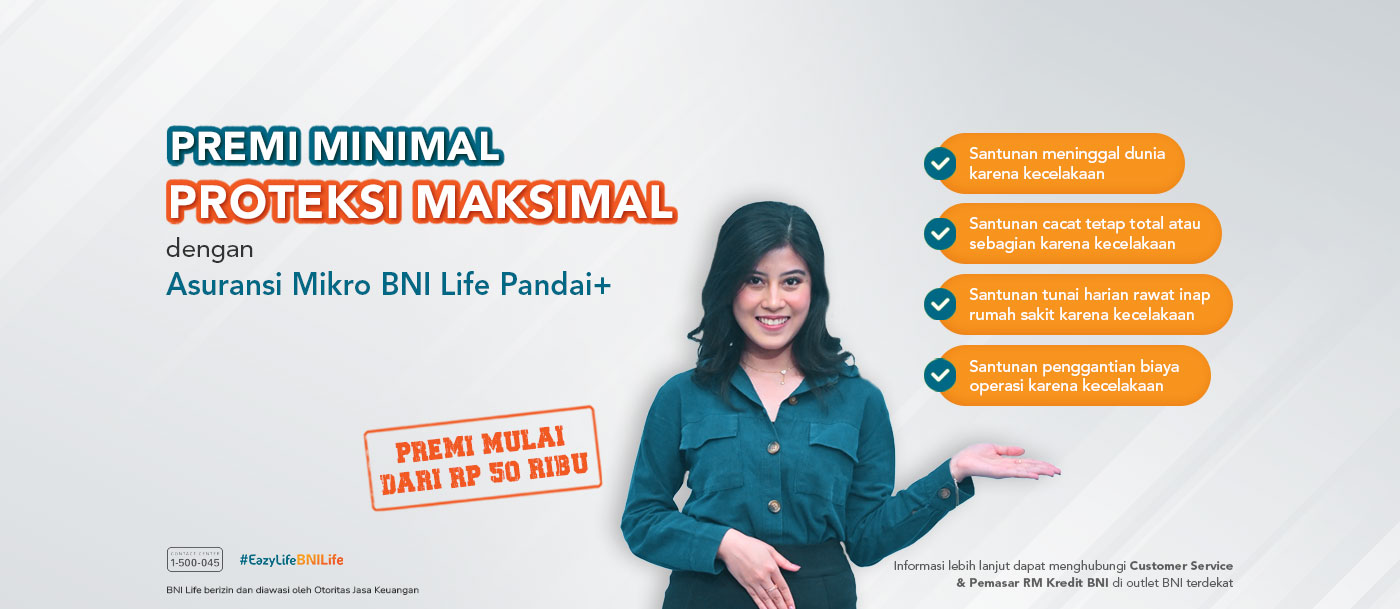 PREMI MINIMAL
PROTEKSI MAKSIMAL
dengan
Asuransi Mikro BNI Life Pandai+
PREMI MULAI
DARI RP 50 RIBU
Santunan meninggal dunia
karena kecelakaan
Santunan cacat tetap total atau
sebagian karena kecelakaan
Santunan tunai harian rawat inap
rumah sakit karena kecelakaan
Santunan penggantian biaya
operasi karena kecelakaan
CONTACT CENTER
1-500-045
#EazyLifeBNILife
BNI Life berizin dan diawasi oleh Otoritas Jasa Keuangan
Informasi lebih lanjut dapat menghubungi Customer Service
& Pemasar RM Kredit BNI di outlet BNI terdekat